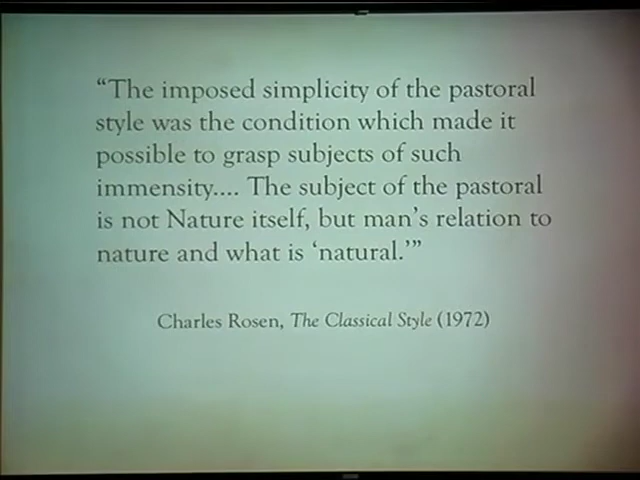 “The imposed simplicity of the pastoral
style was the condition which made it
possible to grasp subjects of such
immensity.... The subject of the pastoral
is not Nature itself, but man’s relation to
nature and what is ‘natural.’”
Charles Rosen, The Classical Style (1972)